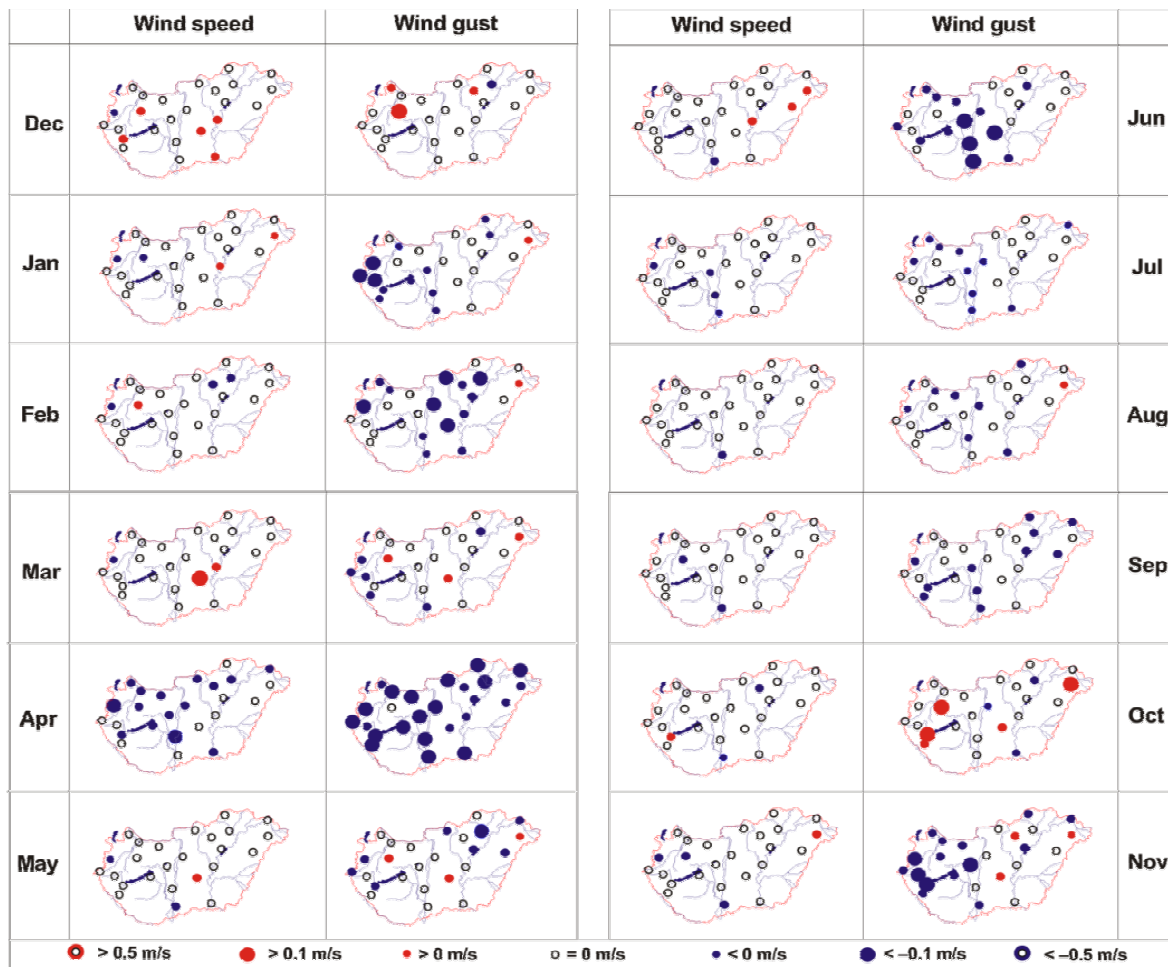 Wind speed Wind gust Wind speed Wind gust
Dec Jun
Jan Jul
Feb Aug
Mar Sep
Apr Oct
May Nov
> 0.5 m/s > 0.1 m/s > 0 m/s = 0 m/s < 0 m/s < –0.1 m/s < –0.5 m/s